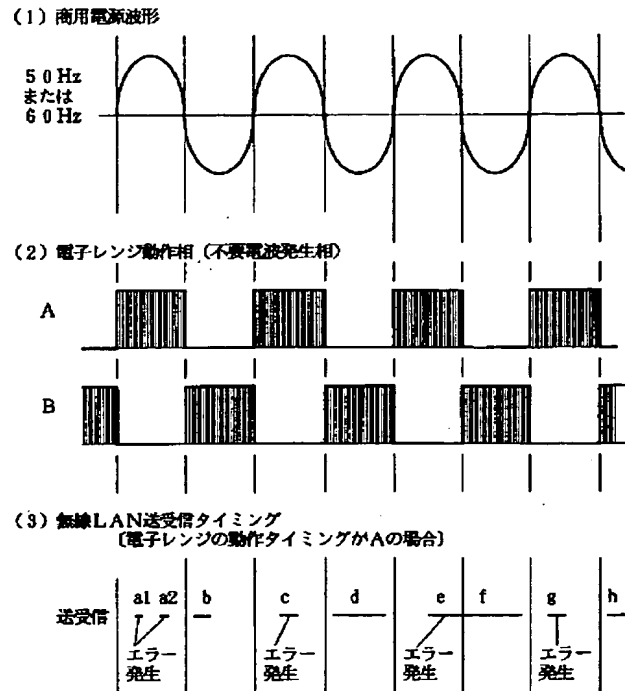 (1)商用電源波形
50Hz
または
60Hz
(2)電子レンジ動作相(不要電波発生相)
A
B
(3)無線LAN送受信タイミング
〔電子レンジの動作タイミングがAの場合〕
送受信 a1 a2 b c d e f g h
エラー発生 エラー発生 エラー発生 エラー発生